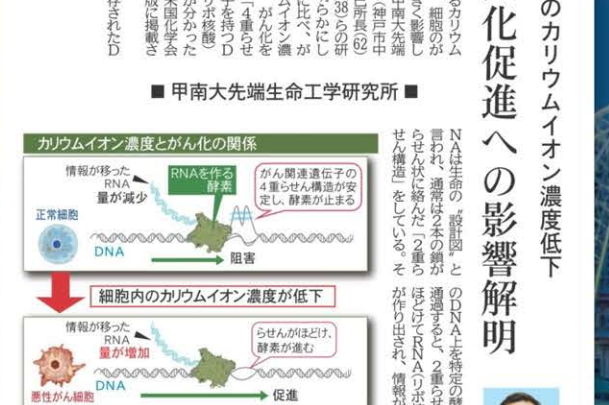 のカリウムイオン濃度低下
化促進への影響解明
るカリウム
細胞のが
きく影響し
甲南大先端
(神戸市中
所長(62)
38)らの研
らかにし
に比べ、が
ムイオン濃
がん化を
「4重らせ
子を持つD
リボ核酸)
が分かった
米国化学会
版に掲載さ
存されたD
■ 甲南大先端生命工学研究所 ■
NAは生命の〝設計図〟と
言われ、通常は2本の鎖が
らせん状に絡んだ「2重ら
せん構造」をしている。そ
のDNA上を特定の酵
通過すると、2重らせ
ほどけてRNA(リボ
が作り出され、情報が
カリウムイオン濃度とがん化の関係
情報が移った
RNA
量が減少
RNAを作る
酵素
がん関連遺伝子の
4重らせん構造が安
定し、酵素が止まる
正常細胞
DNA
阻害
細胞内のカリウムイオン濃度が低下
情報が移った
RNA
量が増加
らせんがほどけ、
酵素が進む
悪性がん細胞
DNA
促進